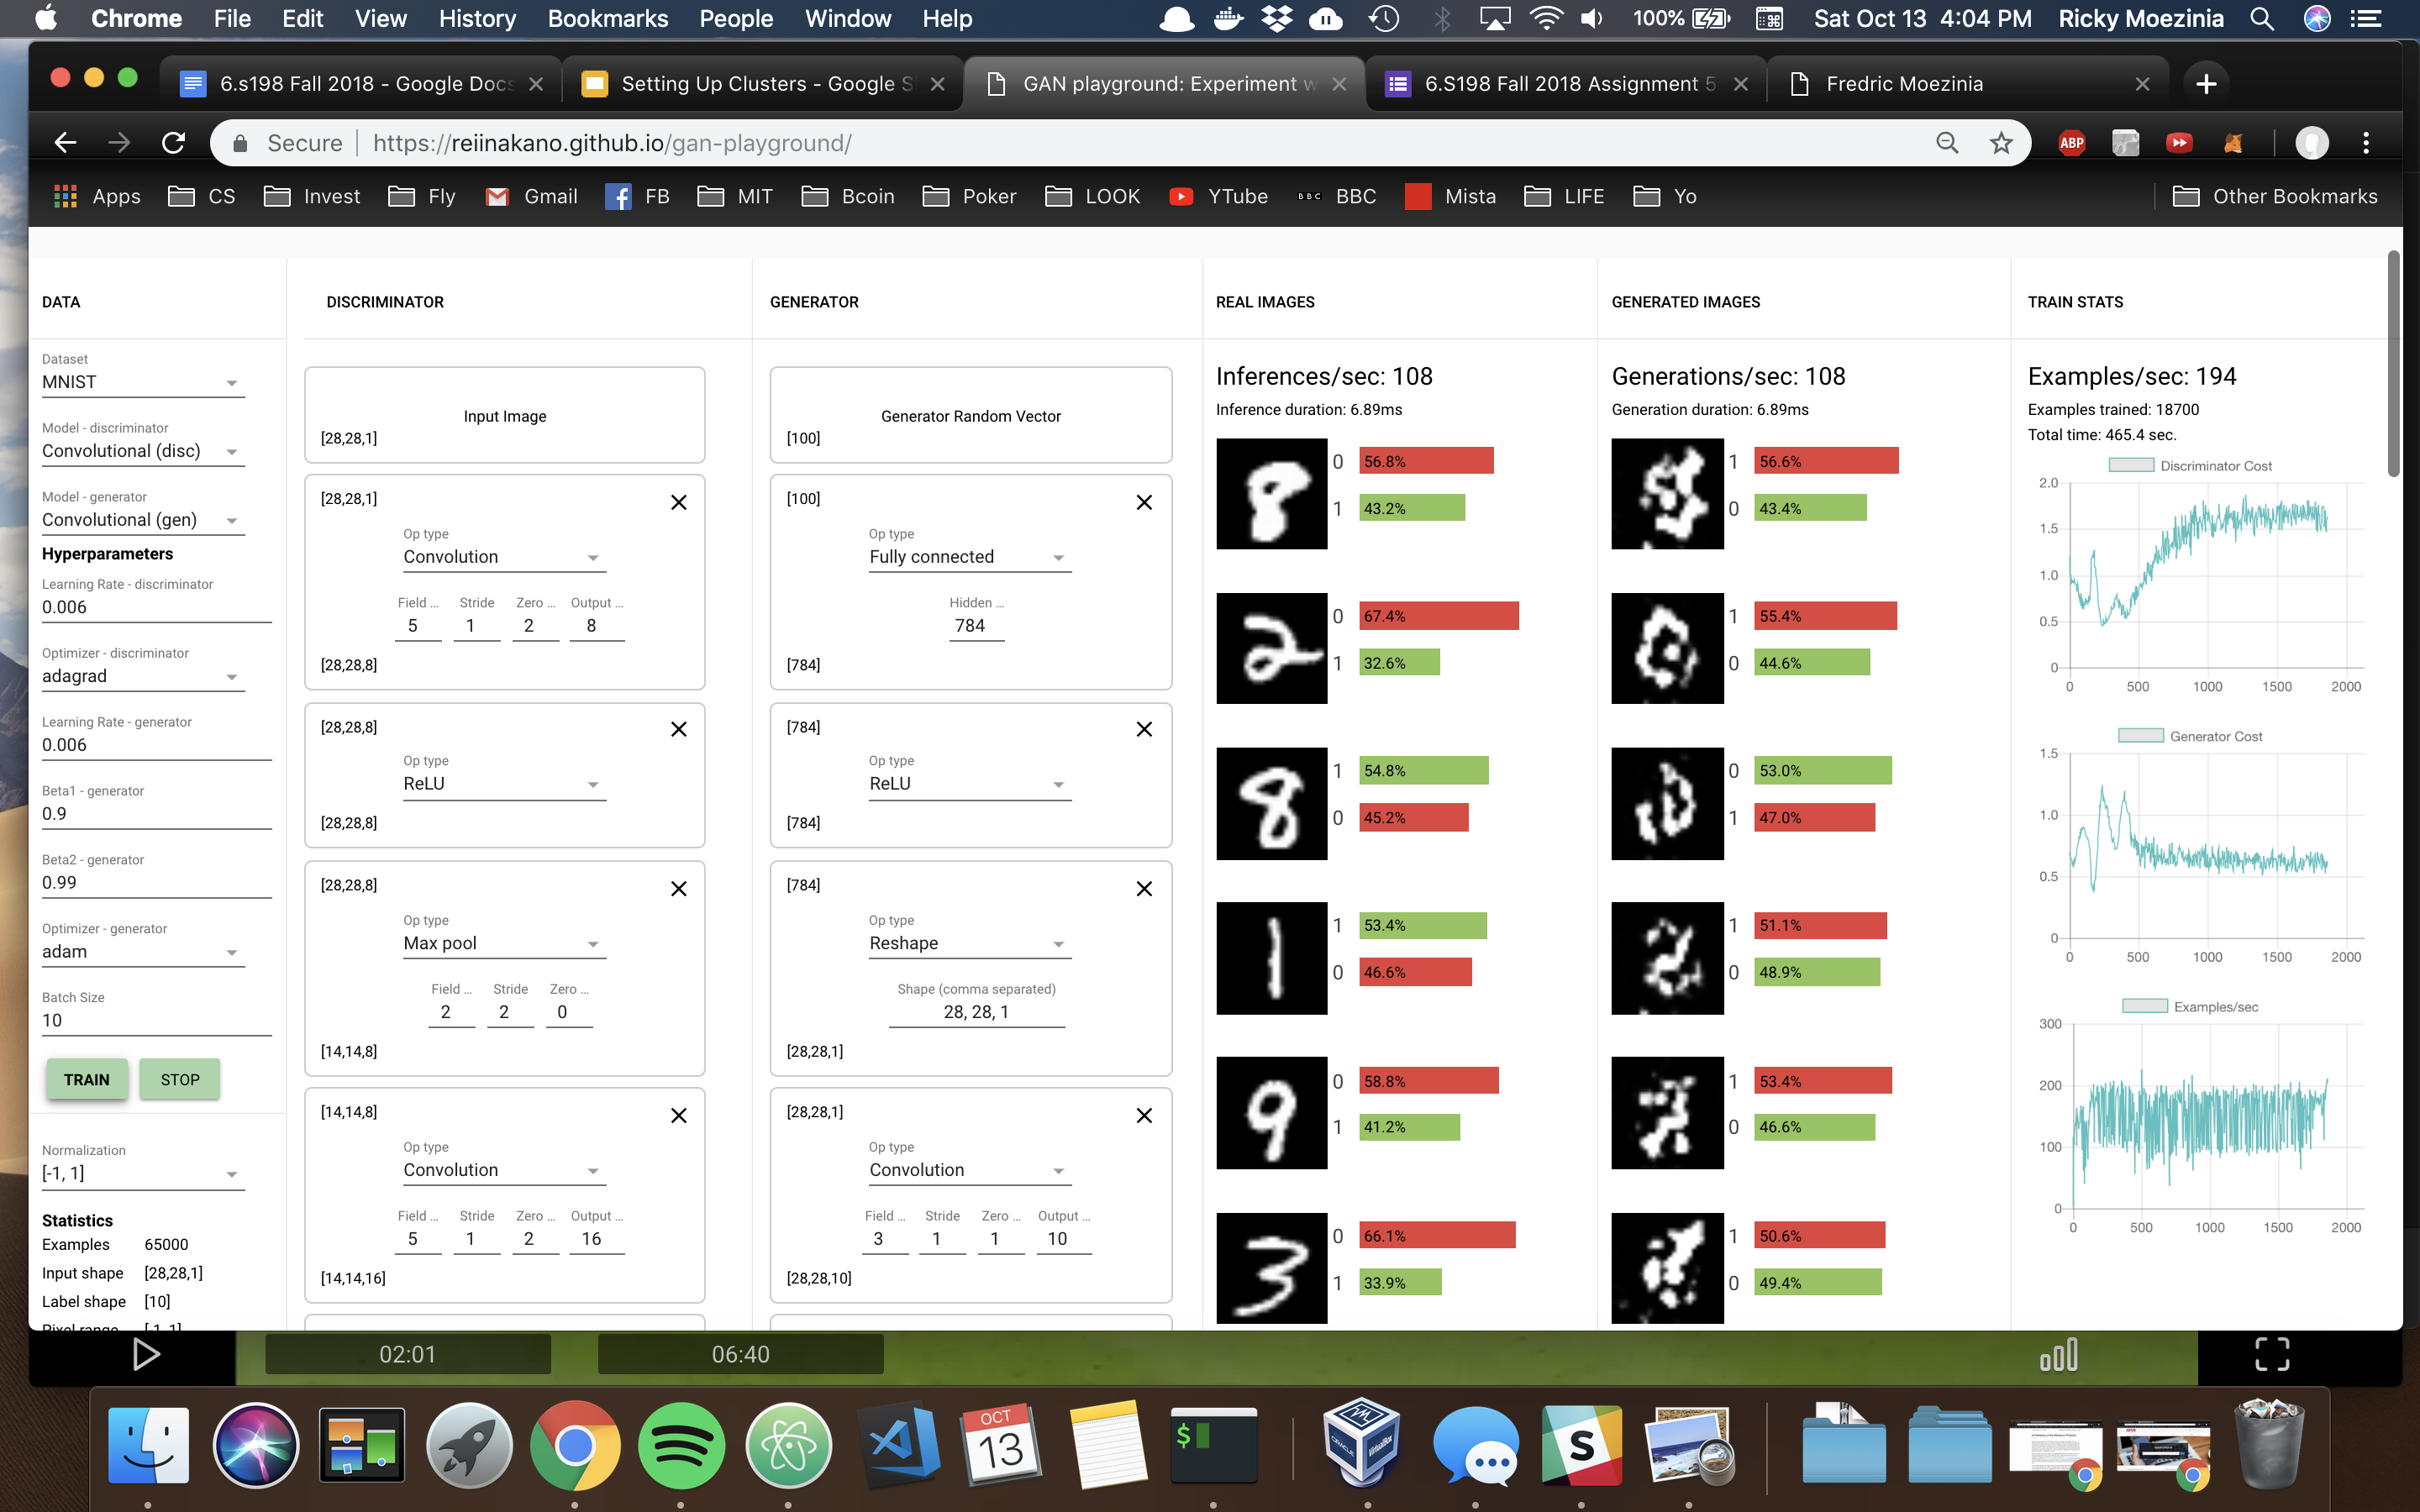 Chrome File Edit View History Bookmarks People Window Help 100% Sat Oct 13 4:04 PM Ricky Moezinia
6.s198 Fall 2018 - Google Docs
Setting Up Clusters - Google S
GAN playground: Experiment w
6.S198 Fall 2018 Assignment 5
Fredric Moezinia
Secure https://reiinakano.github.io/gan-playground/
ABP
Apps CS Invest Fly Gmail FB MIT Bcoin Poker LOOK YTube BBC BBC Mista LIFE Yo Other Bookmarks
DATA
Dataset
MNIST
Model - discriminator
Convolutional (disc)
Model - generator
Convolutional (gen)
Hyperparameters
Learning Rate - discriminator
0.006
Optimizer - discriminator
adagrad
Learning Rate - generator
0.006
Beta1 - generator
0.9
Beta2 - generator
0.99
Optimizer - generator
adam
Batch Size
10
TRAIN STOP
Normalization
[-1, 1]
Statistics
Examples 65000
Input shape [28,28,1]
Label shape [10]
Pixel range [-1, 1]
DISCRIMINATOR
Input Image
[28,28,1]
[28,28,1]
Op type
Convolution
Field ... Stride Zero ... Output ...
5 1 2 8
[28,28,8]
[28,28,8]
Op type
ReLU
[28,28,8]
[28,28,8]
Op type
Max pool
Field ... Stride Zero ...
2 2 0
[14,14,8]
[14,14,8]
Op type
Convolution
Field ... Stride Zero ... Output ...
5 1 2 16
[14,14,16]
GENERATOR
Generator Random Vector
[100]
[100]
Op type
Fully connected
Hidden ...
784
[784]
[784]
Op type
ReLU
[784]
[784]
Op type
Reshape
Shape (comma separated)
28, 28, 1
[28,28,1]
[28,28,1]
Op type
Convolution
Field ... Stride Zero ... Output ...
3 1 1 10
[28,28,10]
REAL IMAGES
Inferences/sec: 108
Inference duration: 6.89ms
8
0 56.8%
1 43.2%
2
0 67.4%
1 32.6%
8
1 54.8%
0 45.2%
1
1 53.4%
0 46.6%
9
0 58.8%
1 41.2%
3
0 66.1%
1 33.9%
GENERATED IMAGES
Generations/sec: 108
Generation duration: 6.89ms
1 56.6%
0 43.4%
1 55.4%
0 44.6%
0 53.0%
1 47.0%
1 51.1%
0 48.9%
1 53.4%
0 46.6%
1 50.6%
0 49.4%
TRAIN STATS
Examples/sec: 194
Examples trained: 18700
Total time: 465.4 sec.
Discriminator Cost
2.0
1.5
1.0
0.5
0
0 500 1000 1500 2000
Generator Cost
1.5
1.0
0.5
0
0 500 1000 1500 2000
Examples/sec
300
200
100
0
0 500 1000 1500 2000
02:01 06:40
OCT
13
$
S